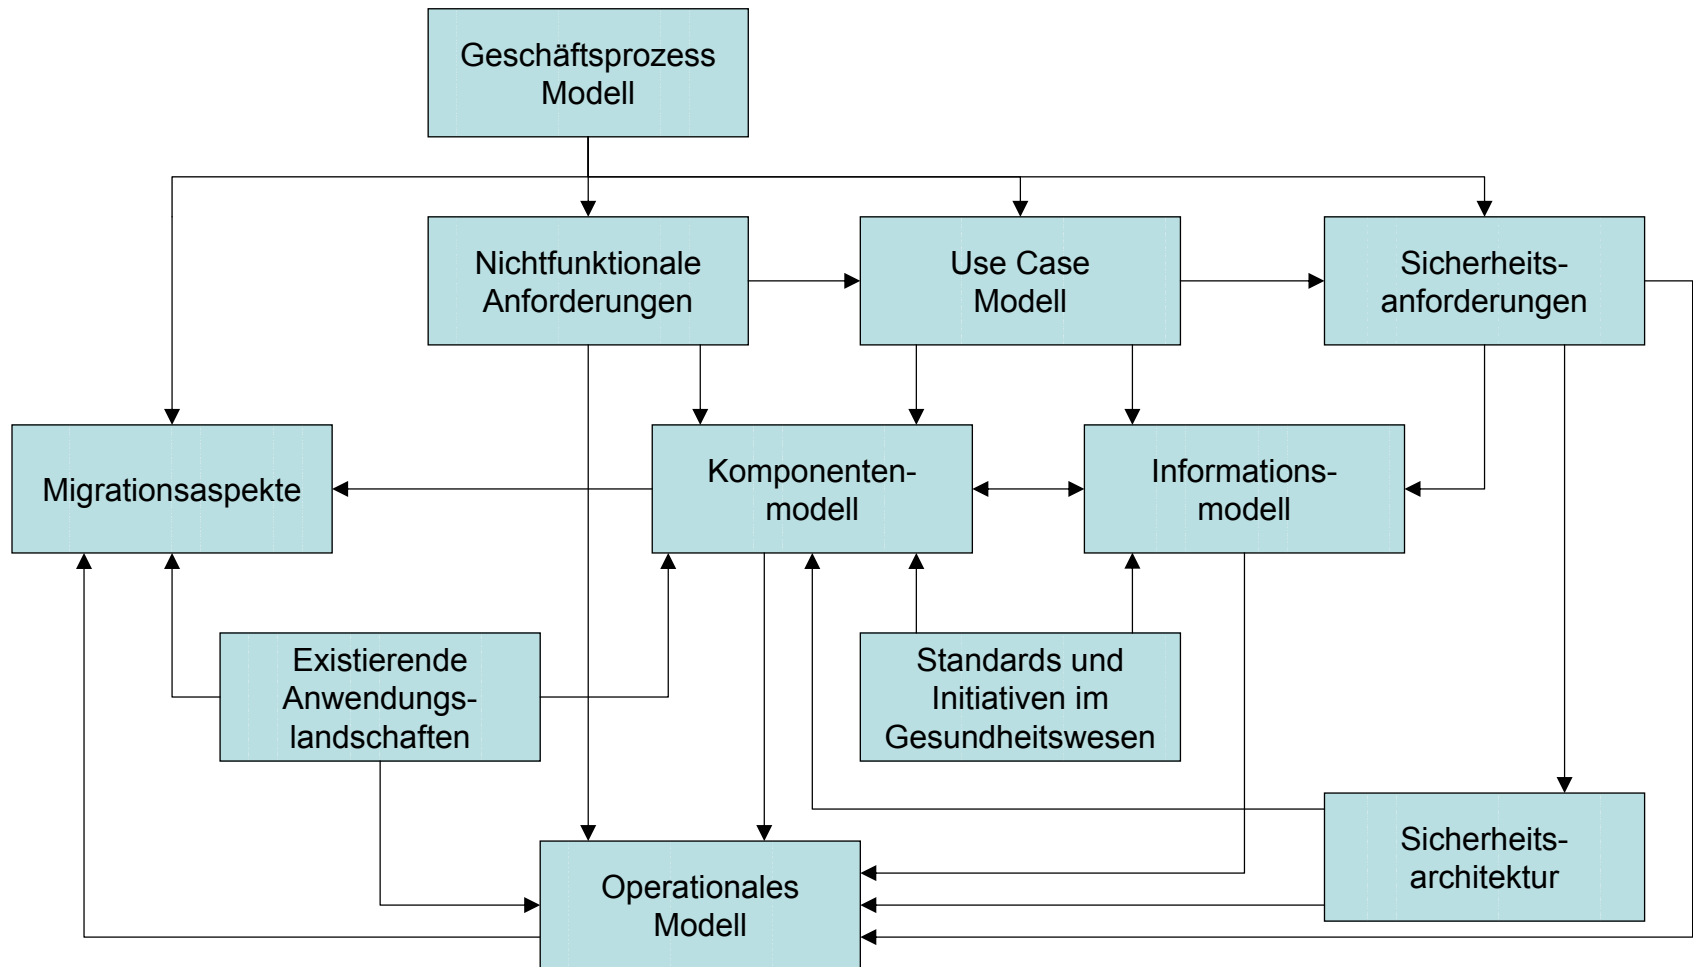 Geschäftsprozess
Modell
Nichtfunktionale
Anforderungen
Use Case
Modell
Sicherheits-
anforderungen
Migrationsaspekte
Komponenten-
modell
Informations-
modell
Existierende
Anwendungs-
landschaften
Standards und
Initiativen im
Gesundheitswesen
Sicherheits-
architektur
Operationales
Modell